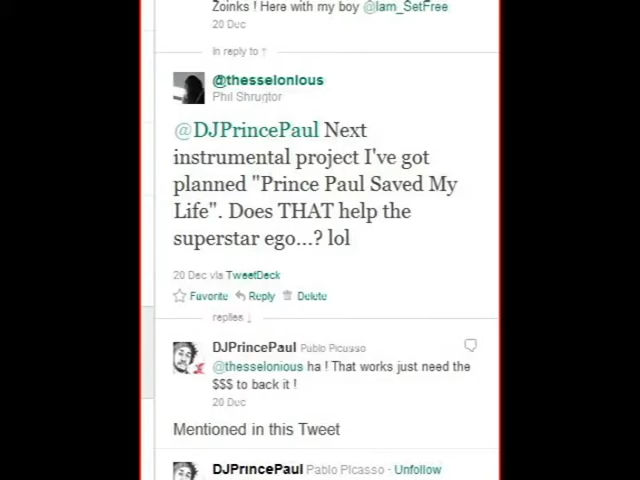 Zoinks ! Here with my boy @Iam_SetFree
20 Dec
In reply to ↑
@thesselonious
Phil Shrugtor
@DJPrincePaul Next
instrumental project I've got
planned "Prince Paul Saved My
Life". Does THAT help the
superstar ego...? lol
20 Dec via TweetDeck
Favorite Reply Delete
replies ↓
DJPrincePaul Pablo Picasso
@thesselonious ha ! That works just need the
$$$ to back it !
20 Dec
Mentioned in this Tweet
DJPrincePaul Pablo Picasso · Unfollow